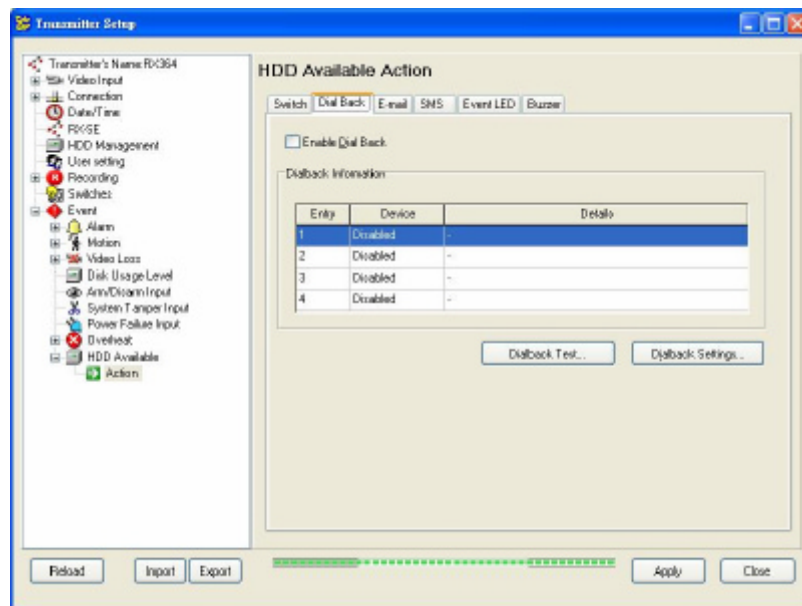 Transmitter Setup
Transmitter's Name:RX364
Video Input
Connection
Date/Time
RX-SE
HDD Management
User setting
Recording
Switches
Event
Alarm
Motion
Video Loss
Disk Usage Level
Arm/Disarm Input
System Tamper Input
Power Failure Input
Overheat
HDD Available
Action
HDD Available Action
Switch Dial Back E-mail SMS Event LED Buzzer
Enable Dial Back
Dialback Information
Entry Device Details
1 Disabled -
2 Disabled -
3 Disabled -
4 Disabled -
Dialback Test... Dialback Settings...
Reload Import Export Apply Close